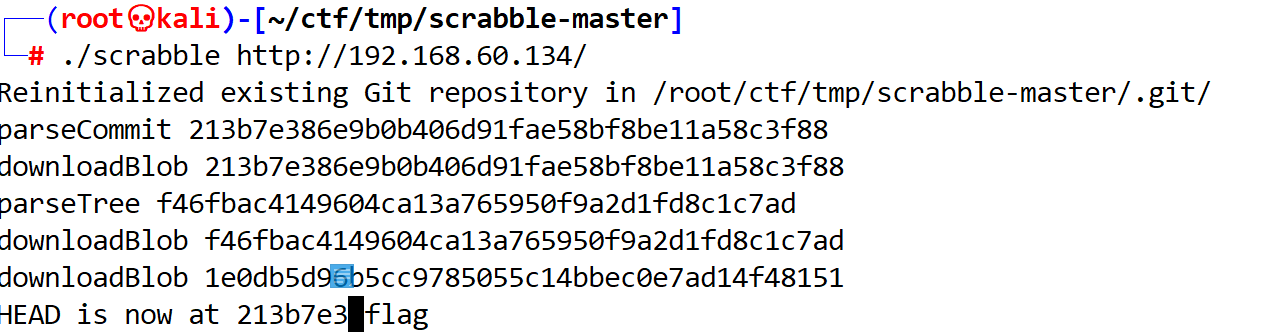 (root💀kali)-[~/ctf/tmp/scrabble-master]
# ./scrabble http://192.168.60.134/
Reinitialized existing Git repository in /root/ctf/tmp/scrabble-master/.git/
parseCommit 213b7e386e9b0b406d91fae58bf8be11a58c3f88
downloadBlob 213b7e386e9b0b406d91fae58bf8be11a58c3f88
parseTree f46fbac4149604ca13a765950f9a2d1fd8c1c7ad
downloadBlob f46fbac4149604ca13a765950f9a2d1fd8c1c7ad
downloadBlob 1e0db5d96b5cc9785055c14bbec0e7ad14f48151
HEAD is now at 213b7e3 flag